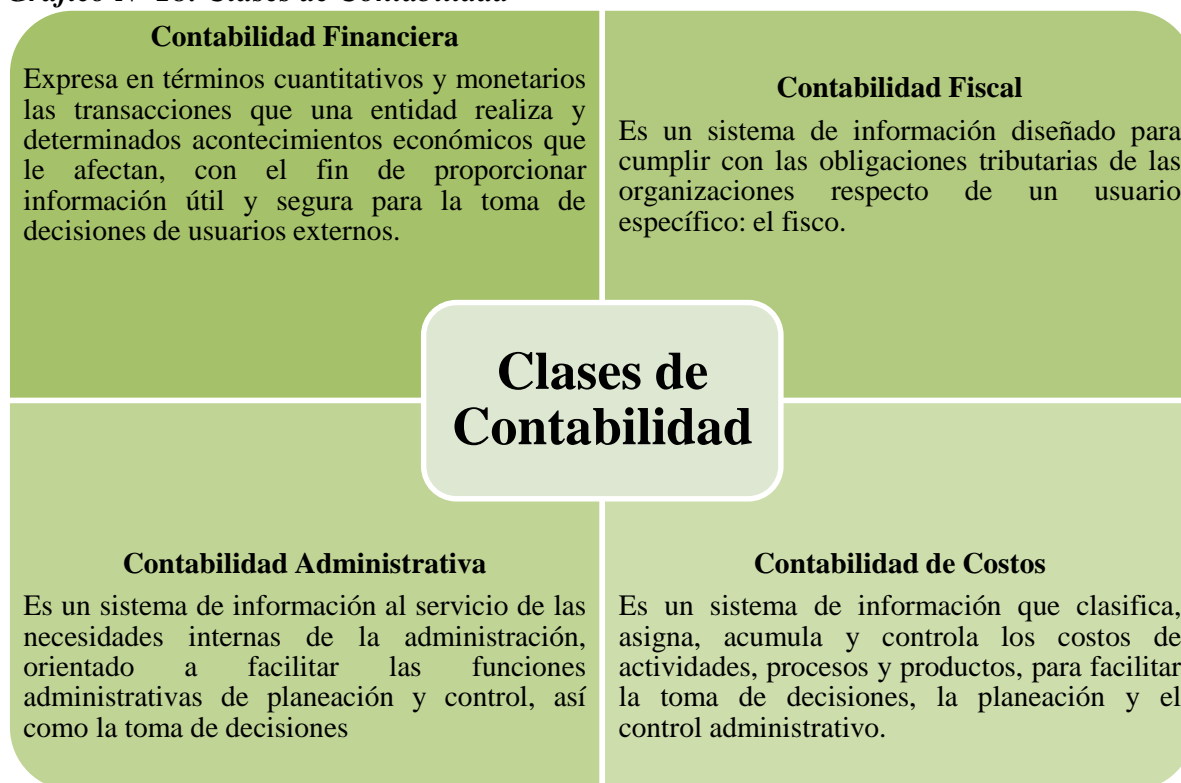 Contabilidad Financiera
Expresa en términos cuantitativos y monetarios
las transacciones que una entidad realiza y
determinados acontecimientos económicos que
le afectan, con el fin de proporcionar
información útil y segura para la toma de
decisiones de usuarios externos.
Contabilidad Fiscal
Es un sistema de información diseñado para
cumplir con las obligaciones tributarias de las
organizaciones respecto de un usuario
específico: el fisco.
Clases de
Contabilidad
Contabilidad Administrativa
Es un sistema de información al servicio de las
necesidades internas de la administración,
orientado a facilitar las funciones
administrativas de planeación y control, así
como la toma de decisiones
Contabilidad de Costos
Es un sistema de información que clasifica,
asigna, acumula y controla los costos de
actividades, procesos y productos, para facilitar
la toma de decisiones, la planeación y el
control administrativo.